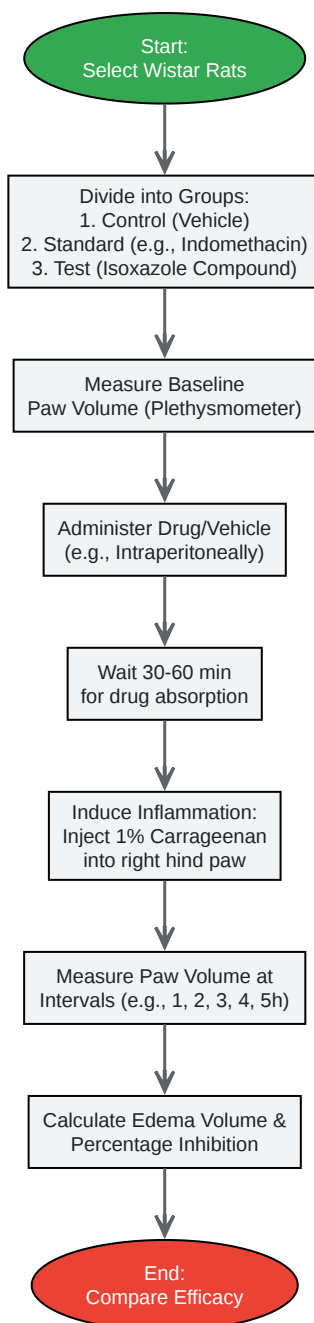 Start:
Select Wistar Rats
Divide into Groups:
1. Control (Vehicle)
2. Standard (e.g., Indomethacin)
3. Test (Isoxazole Compound)
Measure Baseline
Paw Volume (Plethysmometer)
Administer Drug/Vehicle
(e.g., Intraperitoneally)
Wait 30-60 min
for drug absorption
Induce Inflammation:
Inject 1% Carrageenan
into right hind paw
Measure Paw Volume at
Intervals (e.g., 1, 2, 3, 4, 5h)
Calculate Edema Volume &
Percentage Inhibition
End:
Compare Efficacy